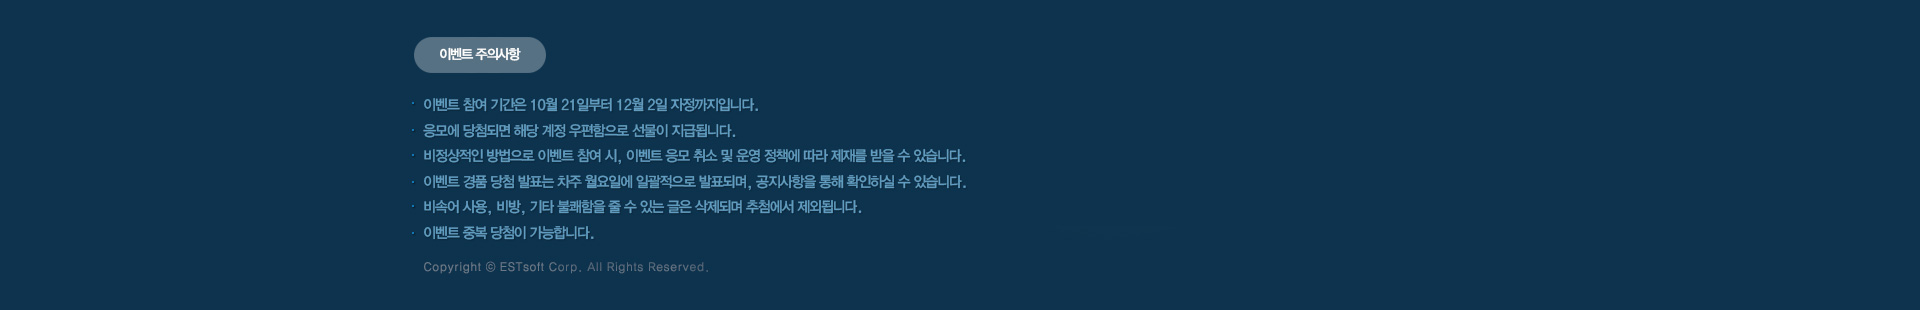 이벤트 주의사항
· 이벤트 참여 기간은 10월 21일부터 12월 2일 자정까지입니다.
· 응모에 당첨되면 해당 계정 우편함으로 선물이 지급됩니다.
· 비정상적인 방법으로 이벤트 참여 시, 이벤트 응모 취소 및 운영 정책에 따라 제재를 받을 수 있습니다.
· 이벤트 경품 당첨 발표는 차주 월요일에 일괄적으로 발표되며, 공지사항을 통해 확인하실 수 있습니다.
· 비속어 사용, 비방, 기타 불쾌함을 줄 수 있는 글은 삭제되며 추첨에서 제외됩니다.
· 이벤트 중복 당첨이 가능합니다.
Copyright ⓒ ESTsoft Corp. All Rights Reserved.